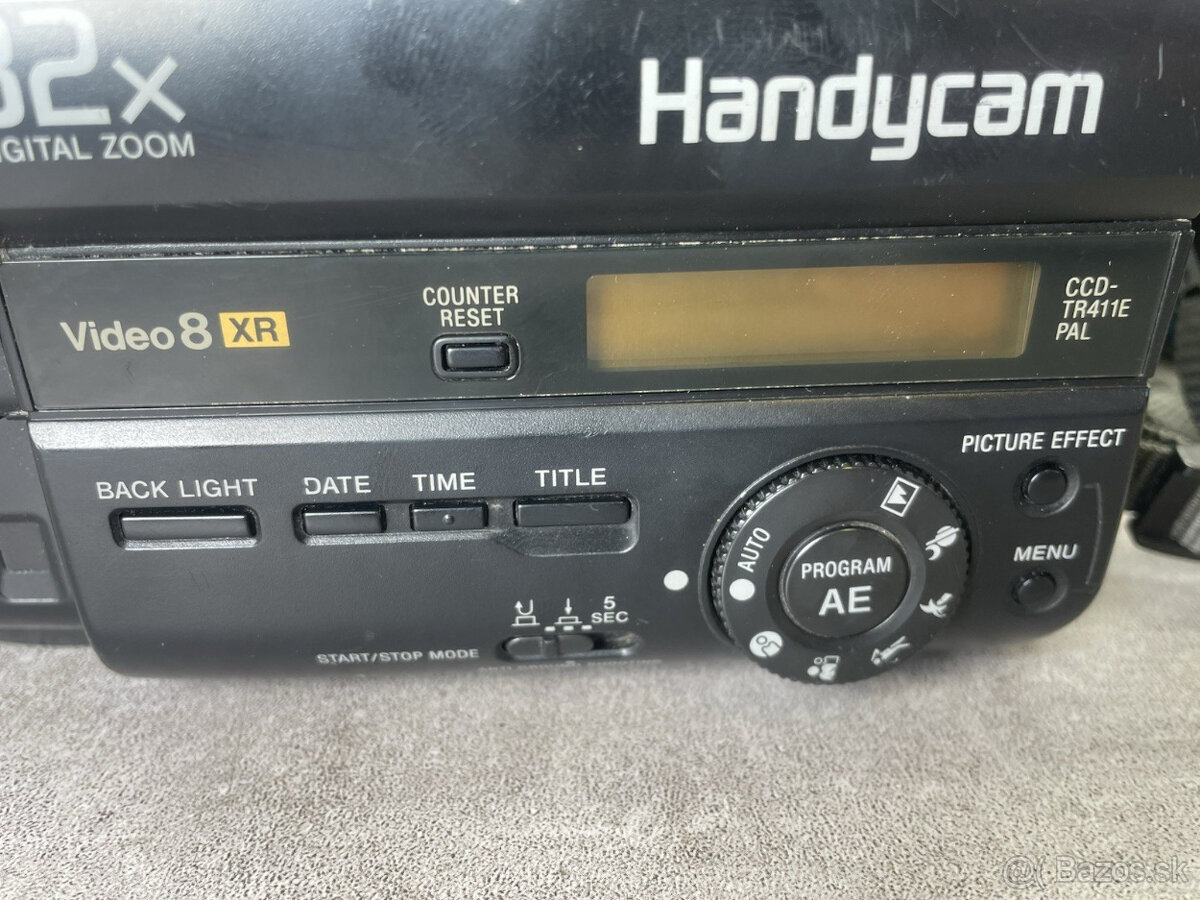 32x
DIGITAL ZOOM
Handycam
Video 8 XR
COUNTER
RESET
CCD-
TR411E
PAL
BACK LIGHT
DATE
TIME
TITLE
PICTURE EFFECT
MENU
AUTO
PROGRAM
AE
5
SEC
START/STOP MODE
@( Bazos.sk